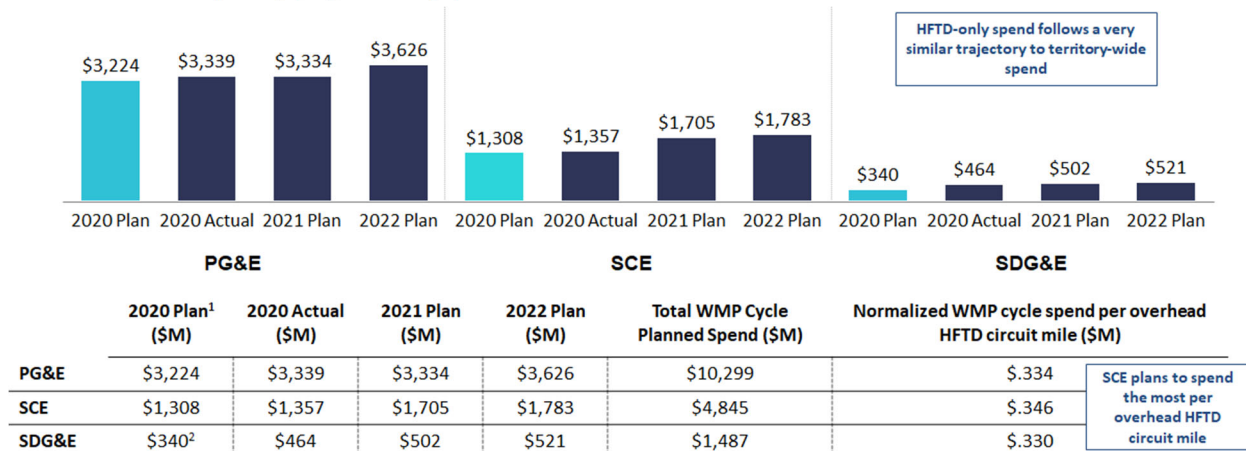 HFTD-only spend follows a very
similar trajectory to territory-wide
spend
$3,224
$3,339
$3,334
$3,626
$1,308
$1,357
$1,705
$1,783
$340
$464
$502
$521
2020 Plan 2020 Actual 2021 Plan 2022 Plan 2020 Plan 2020 Actual 2021 Plan 2022 Plan 2020 Plan 2020 Actual 2021 Plan 2022 Plan
PG&E SCE SDG&E
2020 Plan¹ 2020 Actual 2021 Plan 2022 Plan Total WMP Cycle Normalized WMP cycle spend per overhead
($M) ($M) ($M) ($M) Planned Spend ($M) HFTD circuit mile ($M)
PG&E $3,224 $3,339 $3,334 $3,626 $10,299 $.334
SCE $1,308 $1,357 $1,705 $1,783 $4,845 $.346
SDG&E $340² $464 $502 $521 $1,487 $.330
SCE plans to spend
the most per
overhead HFTD
circuit mile